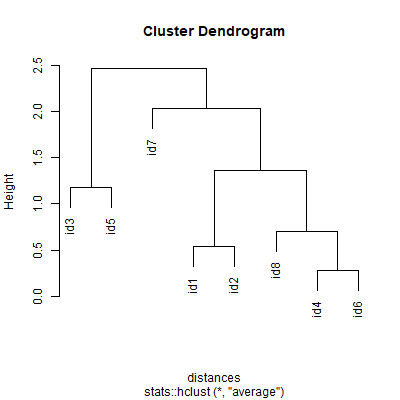 Cluster Dendrogram
Height
2.5
2.0
1.5
1.0
0.5
0.0
id3
id5
id7
id1
id2
id8
id4
id6
distances
stats::hclust (*, "average")